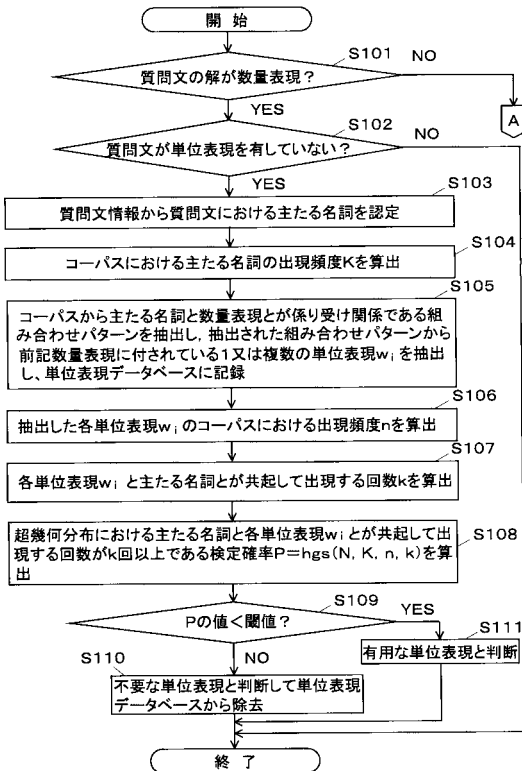 開始
S101
NO
質問文の解が数量表現？
A
YES
S102
NO
質問文が単位表現を有していない？
YES
S103
質問文情報から質問文における主たる名詞を認定
S104
コーパスにおける主たる名詞の出現頻度Kを算出
S105
コーパスから主たる名詞と数量表現とが係り受け関係である組
み合わせパターンを抽出し，抽出された組み合わせパターンから
前記数量表現に付されている１又は複数の単位表現wiを抽出
し、単位表現データベースに記録
S106
抽出した各単位表現wiのコーパスにおける出現頻度nを算出
S107
各単位表現wiと主たる名詞とが共起して出現する回数kを算出
超幾何分布における主たる名詞と各単位表現wiとが共起して出
現する回数がk回以上である検定確率P＝hgs(N, K, n, k)を算
出
S108
S109
Pの値＜閾値？
YES
S111
有用な単位表現と判断
S110
NO
不要な単位表現と判断して単位表現
データベースから除去
終了